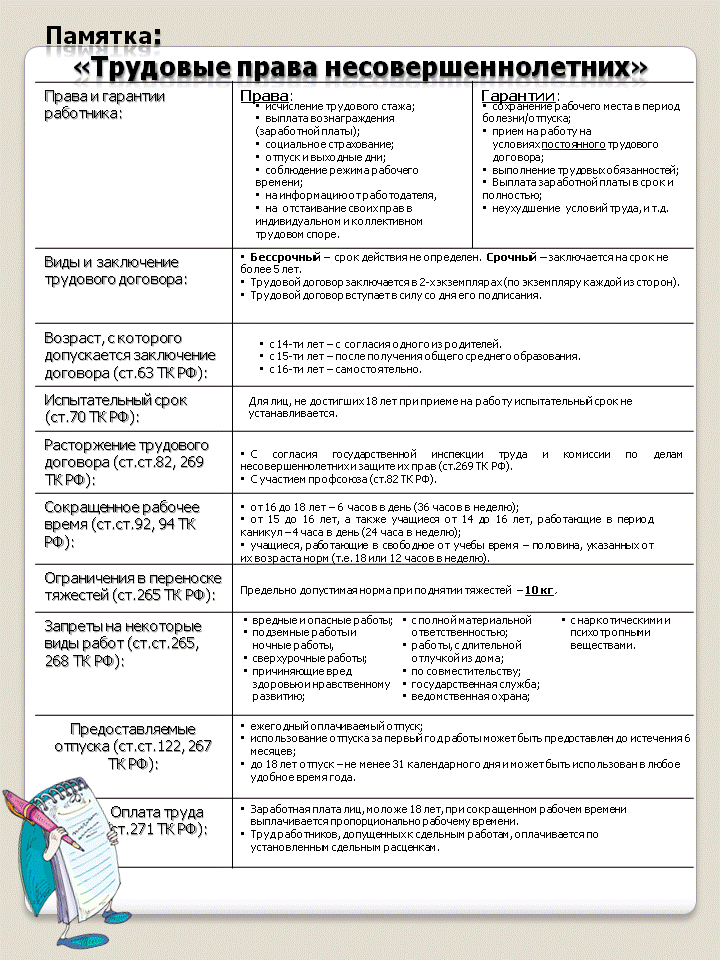 Памятка:
«Трудовые права несовершеннолетних»
Права и гарантии
работника:
Права:
• исчисление трудового стажа;
• выплата вознаграждения
(заработной платы);
• социальное страхование;
• отпуск и выходные дни;
• соблюдение режима рабочего
времени;
• на информацию от работодателя,
• на отстаивание своих прав в
индивидуальном и коллективном
трудовом споре.
Гарантии:
• сохранение рабочего места в период
болезни/отпуска;
• прием на работу на
условиях постоянного трудового
договора;
• выполнение трудовых обязанностей;
• Выплата заработной платы в срок и
полностью;
• неухудшение условий труда, и т.д.
Виды и заключение
трудового договора:
• Бессрочный – срок действия не определен. Срочный – заключается на срок не
более 5 лет.
• Трудовой договор заключается в 2-х экземплярах (по экземпляру каждой из сторон).
• Трудовой договор вступает в силу со дня его подписания.
Возраст, с которого
допускается заключение
договора (ст.63 ТК РФ):
• с 14-ти лет – с согласия одного из родителей.
• с 15-ти лет – после получения общего среднего образования.
• с 16-ти лет – самостоятельно.
Испытательный срок
(ст.70 ТК РФ):
Для лиц, не достигших 18 лет при приеме на работу испытательный срок не
устанавливается.
Расторжение трудового
договора (ст.ст.82, 269
ТК РФ):
• С согласия государственной инспекции труда и комиссии по делам
несовершеннолетних и защите их прав (ст.269 ТК РФ).
• С участием профсоюза (ст.82 ТК РФ).
Сокращенное рабочее
время (ст.ст.92, 94 ТК
РФ):
• от 16 до 18 лет – 6 часов в день (36 часов в неделю);
• от 15 до 16 лет, а также учащиеся от 14 до 16 лет, работающие в период
каникул – 4 часа в день (24 часа в неделю);
• учащиеся, работающие в свободное от учебы время – половина, указанных от
их возраста норм (т.е. 18 или 12 часов в неделю).
Ограничения в переноске
тяжестей (ст.265 ТК РФ):
Предельно допустимая норма при поднятии тяжестей – 10 кг.
Запреты на некоторые
виды работ (ст.ст.265,
268 ТК РФ):
• вредные и опасные работы;
• подземные работы и
ночные работы,
• сверхурочные работы;
• причиняющие вред
здоровью и нравственному
развитию;
• с полной материальной
ответственностью;
• работы, с длительной
отлучкой из дома;
• по совместительству;
• государственная служба;
• ведомственная охрана;
• с наркотическими и
психотропными
веществами.
Предоставляемые
отпуска (ст.ст.122, 267
ТК РФ):
• ежегодный оплачиваемый отпуск;
• использование отпуска за первый год работы может быть предоставлен до истечения 6
месяцев;
• до 18 лет отпуск – не менее 31 календарного дня и может быть использован в любое
удобное время года.
Оплата труда
ст.271 ТК РФ):
• Заработная плата лиц, моложе 18 лет, при сокращенном рабочем времени
выплачивается пропорционально рабочему времени.
• Труд работников, допущенных к сдельным работам, оплачивается по
установленным сдельным расценкам.